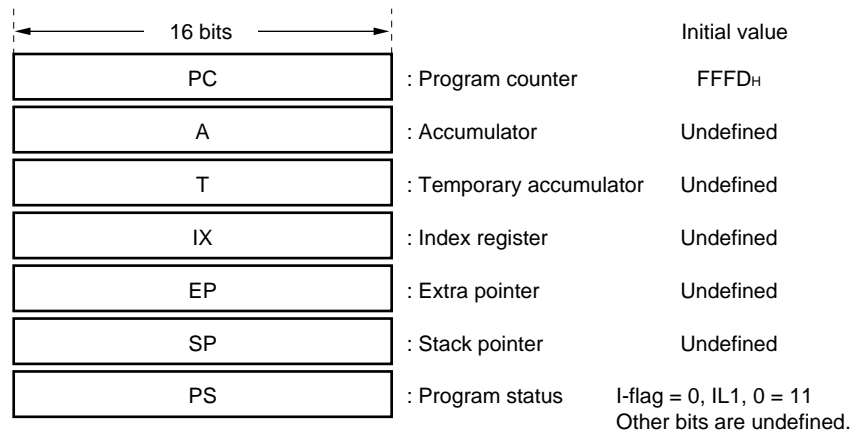 16 bits Initial value
PC : Program counter FFFDH
A : Accumulator Undefined
T : Temporary accumulator Undefined
IX : Index register Undefined
EP : Extra pointer Undefined
SP : Stack pointer Undefined
PS : Program status I-flag = 0, IL1, 0 = 11
Other bits are undefined.